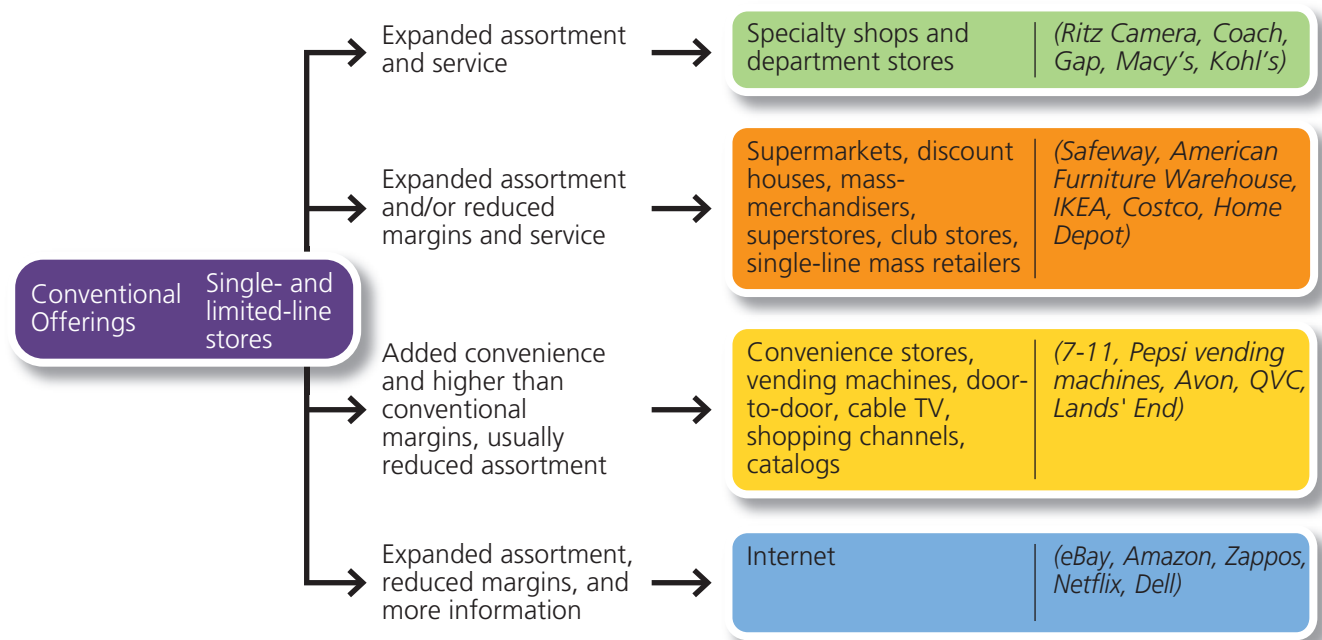 Expanded assortment
and service
Specialty shops and
department stores
(Ritz Camera, Coach,
Gap, Macy’s, Kohl’s)
Expanded assortment
and/or reduced
margins and service
Supermarkets, discount
houses, mass-
merchandisers,
superstores, club stores,
single-line mass retailers
(Safeway, American
Furniture Warehouse,
IKEA, Costco, Home
Depot)
Conventional
Offerings
Single- and
limited-line
stores
Added convenience
and higher than
conventional
margins, usually
reduced assortment
Convenience stores,
vending machines, door-
to-door, cable TV,
shopping channels,
catalogs
(7-11, Pepsi vending
machines, Avon, QVC,
Lands' End)
Expanded assortment,
reduced margins, and
more information
Internet
(eBay, Amazon, Zappos,
Netflix, Dell)